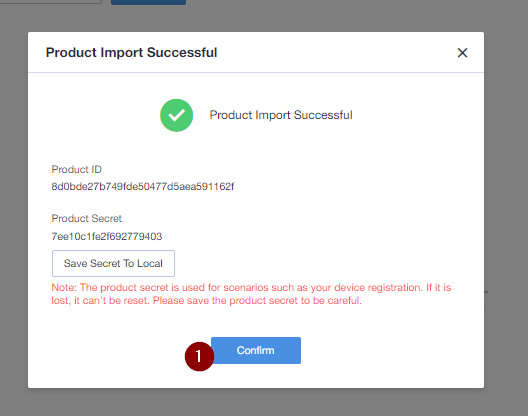 Product Import Successful
Product Import Successful
Product ID
8d0bde27b749fde50477d5aea591162f
Product Secret
7ee10c1fe2f692779403
Save Secret To Local
Note: The product secret is used for scenarios such as your device registration. If it is
lost, it can't be reset. Please save the product secret to be careful.
1
Confirm